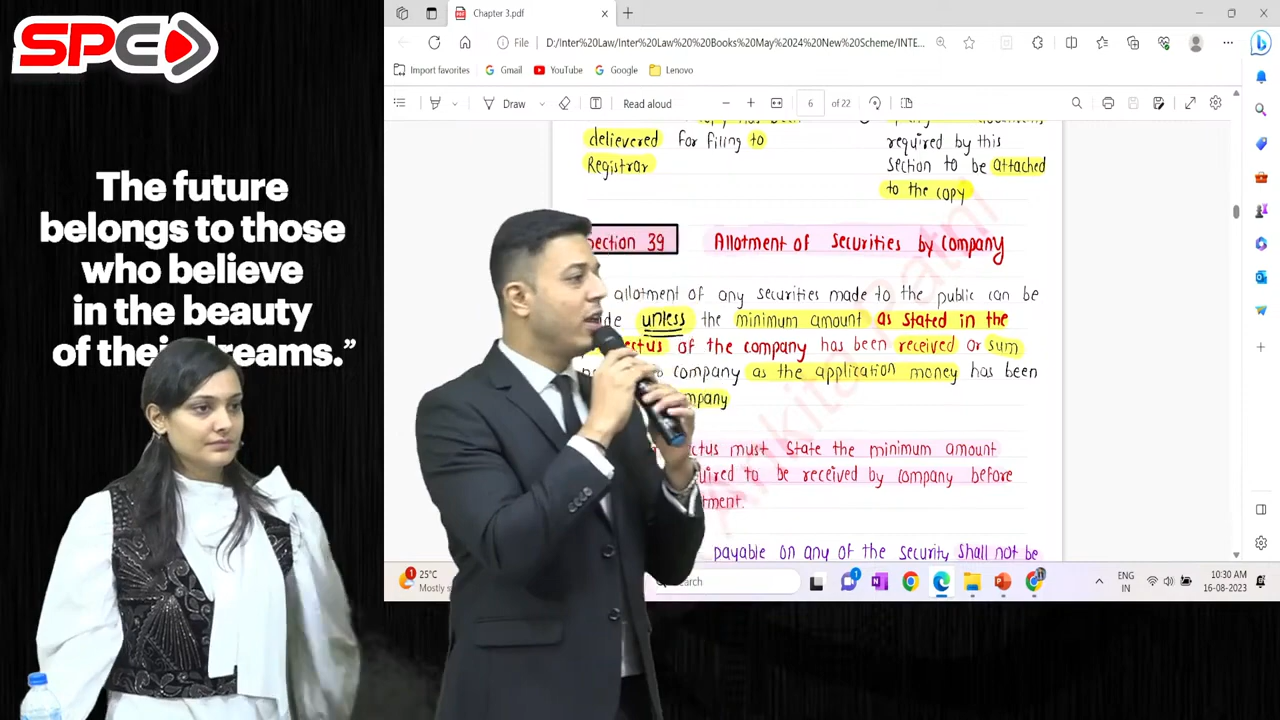 SPC
The future
belongs to those
who believe
in the beauty
of their dreams.”
Chapter 3.pdf
File
D:/Inter%20Law/Inter%20Law%20%20Books%20May%2024%20New%20Scheme/INTE...
Import favorites
Gmail
YouTube
Google
Lenovo
Draw
Read aloud
6
of 22
delievered for filing to
Registrar
required by this
section to be attached
to the copy
Section 39 Allotment of Securities by company
allotment of any securities made to the public can be
unless the minimum amount as stated in the
of the company has been received or sum
company as the application money has been
must state the minimum amount
to be received by company before
payable on any of the security shall not be
25°C
ENG
IN
10:30 AM
16-08-2023